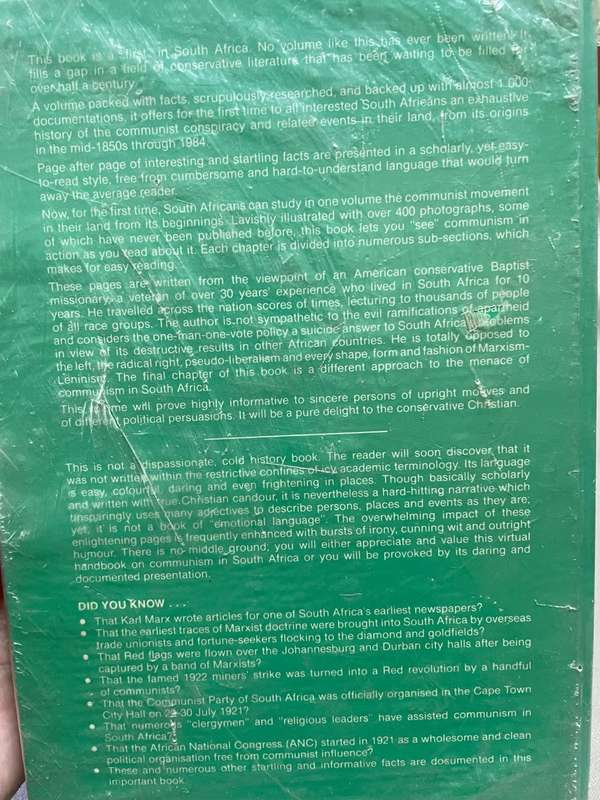 This book is a "first" in South Africa. No volume like this has ever been written. It
fills a gap in a field of conservative literature that has been waiting to be filled for
over half a century.
A volume packed with facts, scrupulously researched, and backed up with almost 1 000
documentations, it offers for the first time to all interested South Africans an exhaustive
history of the communist conspiracy and related events in their land, from its origins
in the mid-1850s through 1984.
Page after page of interesting and startling facts are presented in a scholarly, yet easy-
to-read style, free from cumbersome and hard-to-understand language that would turn
away the average reader.
Now, for the first time, South Africans can study in one volume the communist movement
in their land from its beginnings. Lavishly illustrated with over 400 photographs, some
of which have never been published before, this book lets you "see" communism in
action as you read about it. Each chapter is divided into numerous sub-sections, which
makes for easy reading.
These pages are written from the viewpoint of an American conservative Baptist
missionary, a veteran of over 30 years' experience who lived in South Africa for 10
years. He travelled across the nation scores of times, lecturing to thousands of people
of all race groups. The author is not sympathetic to the evil ramifications of apartheid
and considers the one-man-one-vote policy a suicide answer to South Africa's problems
in view of its destructive results in other African countries. He is totally opposed to
the left, the radical right, pseudo-liberalism and every shape, form and fashion of Marxism-
Leninism. The final chapter of this book is a different approach to the menace of
communism in South Africa.
This volume will prove highly informative to sincere persons of upright motives and
of different political persuasions. It will be a pure delight to the conservative Christian.
This is not a dispassionate, cold history book. The reader will soon discover that it
was not written within the restrictive confines of icy academic terminology. Its language
is easy, colourful, daring and even frightening in places. Though basically scholarly
and written with true Christian candour, it is nevertheless a hard-hitting narrative which
unsparingly uses many adjectives to describe persons, places and events as they are;
yet, it is not a book of "emotional language". The overwhelming impact of these
enlightening pages is frequently enhanced with bursts of irony, cunning wit and outright
humour. There is no middle ground; you will either appreciate and value this virtual
handbook on communism in South Africa or you will be provoked by its daring and
documented presentation.
DID YOU KNOW . . .
• That Karl Marx wrote articles for one of South Africa's earliest newspapers?
• That the earliest traces of Marxist doctrine were brought into South Africa by overseas
trade unionists and fortune-seekers flocking to the diamond and goldfields?
• That Red flags were flown over the Johannesburg and Durban city halls after being
captured by a band of Marxists?
• That the famed 1922 miners' strike was turned into a Red revolution by a handful
of communists?
• That the Communist Party of South Africa was officially organised in the Cape Town
City Hall on 30 July 1921?
• That numerous "clergymen" and "religious leaders" have assisted communism in
South Africa?
• That the African National Congress (ANC) started in 1921 as a wholesome and clean
political organisation free from communist influence?
• These and numerous other startling and informative facts are documented in this
important book.